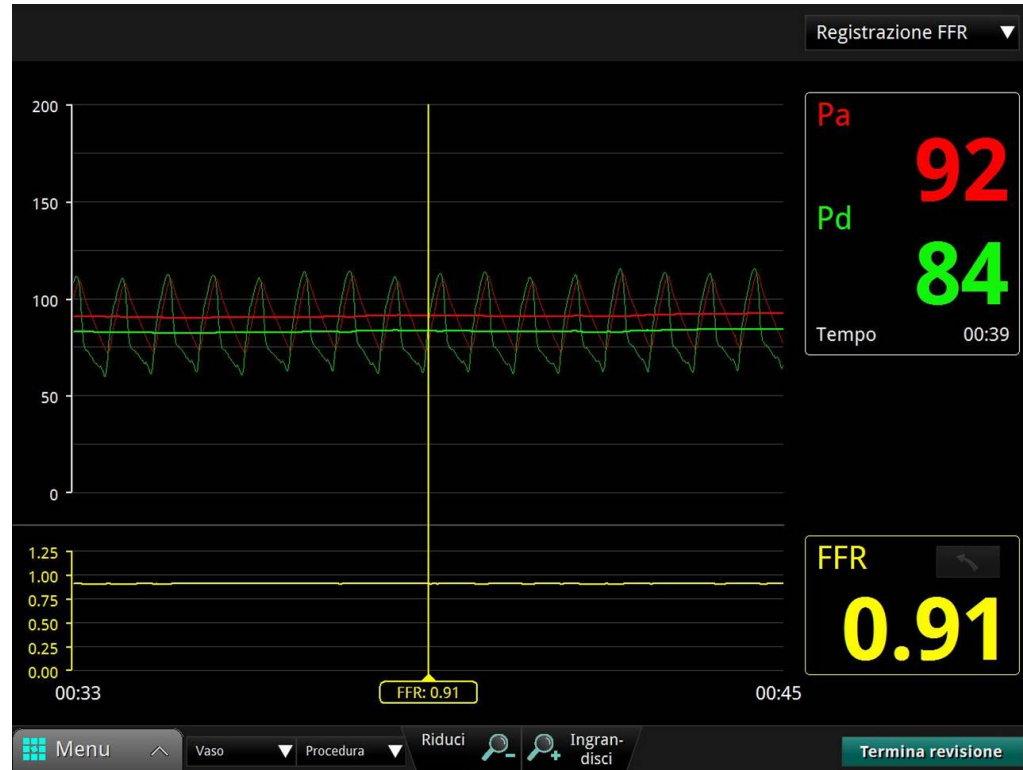 Registrazione FFR
200
150
100
50
0
Pa
92
Pd
84
Tempo 00:39
1.25
1.00
0.75
0.50
0.25
0.00
00:33
FFR: 0.91
00:45
FFR
0.91
Menu
Vaso
Procedura
Riduci
Ingran-
disci
Termina revisione